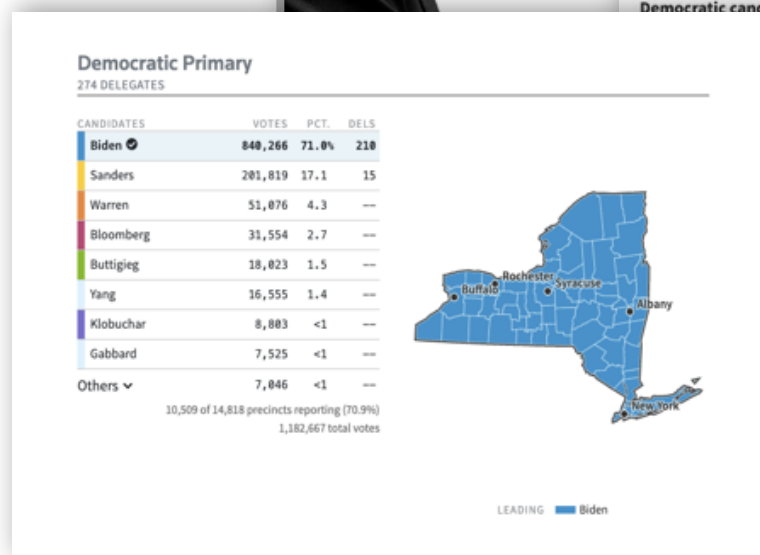 Democratic cand
Democratic Primary
274 DELEGATES
CANDIDATES VOTES PCT. DELS
Biden 840,266 71.0% 210
Sanders 201,819 17.1 15
Warren 51,076 4.3 --
Bloomberg 31,554 2.7 --
Buttigieg 18,023 1.5 --
Yang 16,555 1.4 --
Klobuchar 8,803 <1 --
Gabbard 7,525 <1 --
Others 7,046 <1 --
10,509 of 14,818 precincts reporting (70.9%)
1,182,667 total votes
Rochester
Syracuse
Buffalo
Albany
New York
LEADING Biden